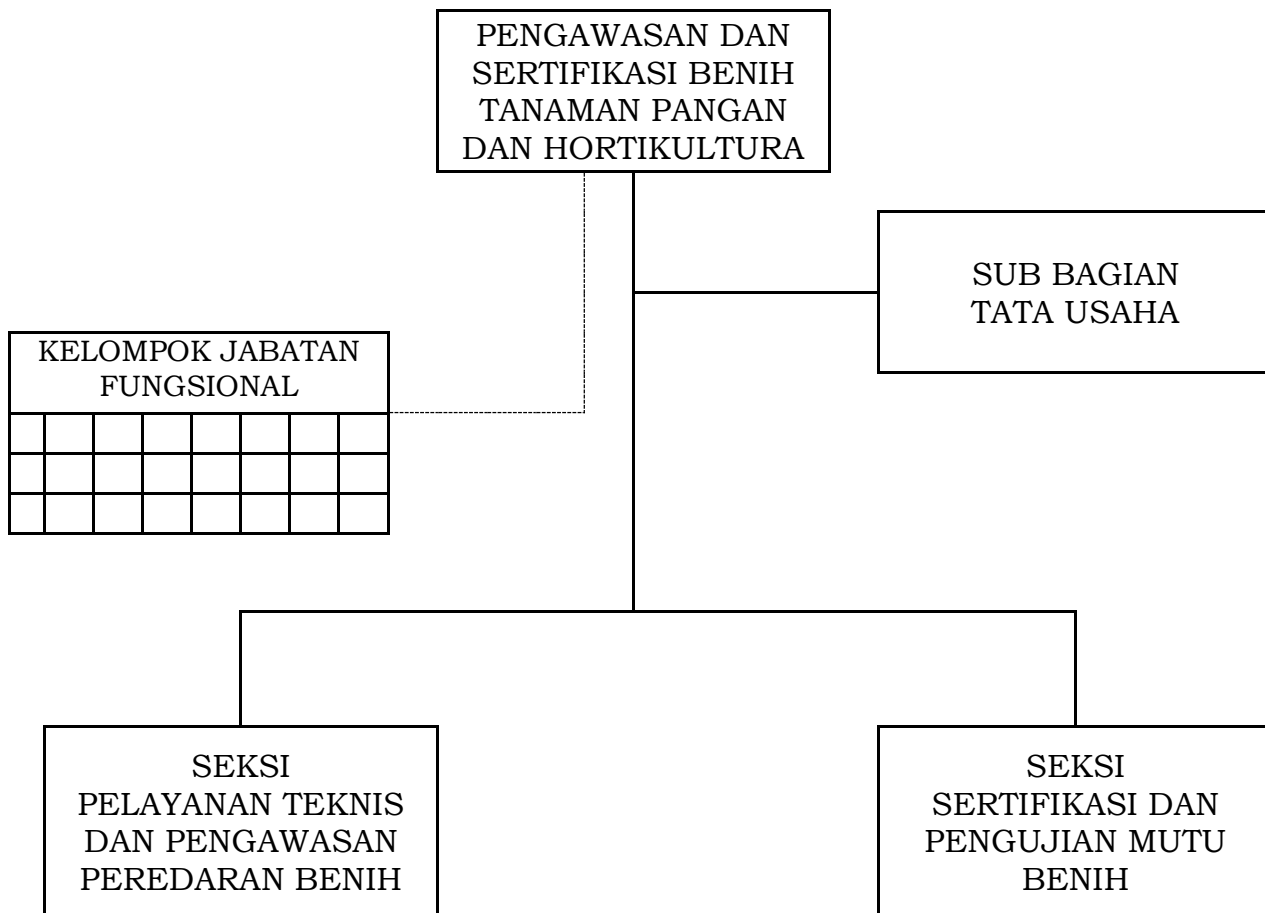 PENGAWASAN DAN
SERTIFIKASI BENIH
TANAMAN PANGAN
DAN HORTIKULTURA
SUB BAGIAN
TATA USAHA
KELOMPOK JABATAN
FUNGSIONAL
SEKSI
PELAYANAN TEKNIS
DAN PENGAWASAN
PEREDARAN BENIH
SEKSI
SERTIFIKASI DAN
PENGUJIAN MUTU
BENIH